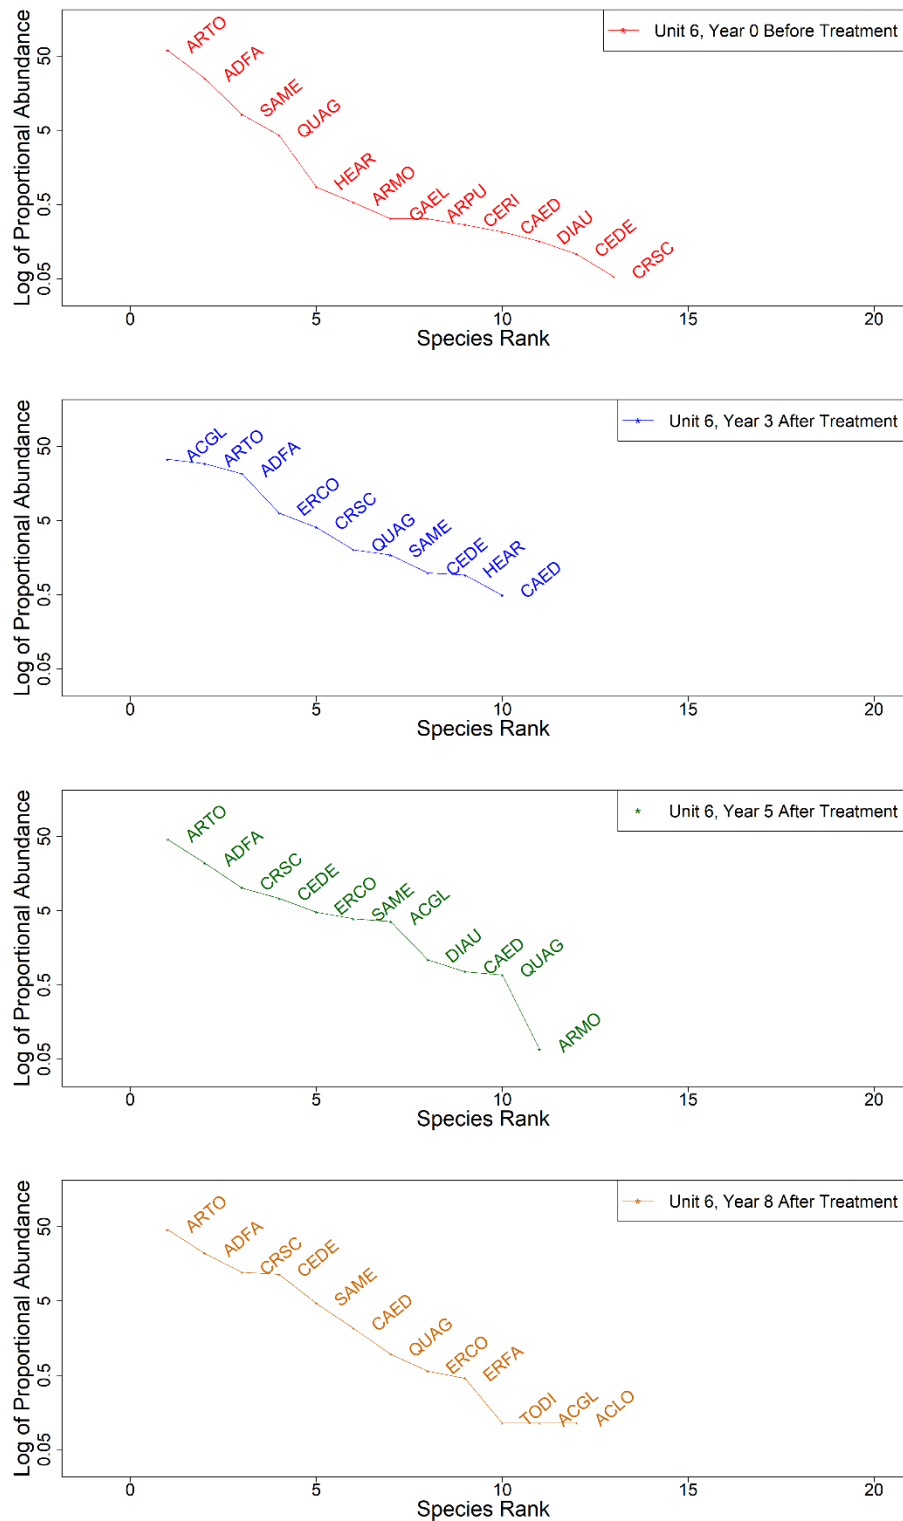 Unit 6, Year 0 Before Treatment
Log of Proportional Abundance
50
5
0.5
0.05
ARTO
ADFA
SAME
QUAG
HEAR
ARMO
GAEL
ARPU
CERI
CAED
DIAU
CEDE
CRSC
0 5 10 15 20
Species Rank
Unit 6, Year 3 After Treatment
Log of Proportional Abundance
50
5
0.5
0.05
ACGL
ARTO
ADFA
ERCO
CRSC
QUAG
SAME
CEDE
HEAR
CAED
0 5 10 15 20
Species Rank
Unit 6, Year 5 After Treatment
Log of Proportional Abundance
50
5
0.5
0.05
ARTO
ADFA
CRSC
CEDE
ERCO
SAME
ACGL
DIAU
CAED
QUAG
ARMO
0 5 10 15 20
Species Rank
Unit 6, Year 8 After Treatment
Log of Proportional Abundance
50
5
0.5
0.05
ARTO
ADFA
CRSC
CEDE
SAME
CAED
QUAG
ERCO
ERFA
TODI
ACGL
ACLO
0 5 10 15 20
Species Rank